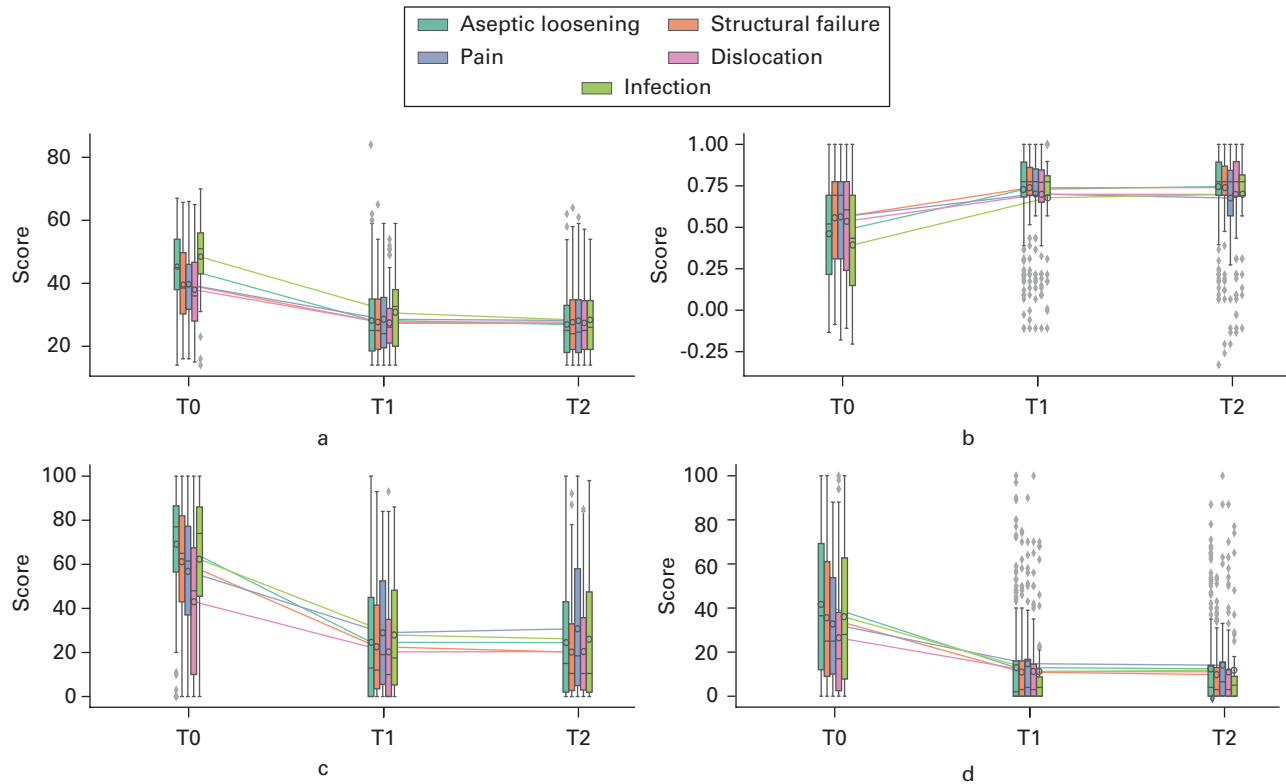 Aseptic loosening Structural failure
Pain Dislocation
Infection
Score
80
60
40
20
T0 T1 T2
a
Score
1.00
0.75
0.50
0.25
0.00
-0.25
T0 T1 T2
b
Score
100
80
60
40
20
0
T0 T1 T2
c
Score
100
80
60
40
20
0
T0 T1 T2
d